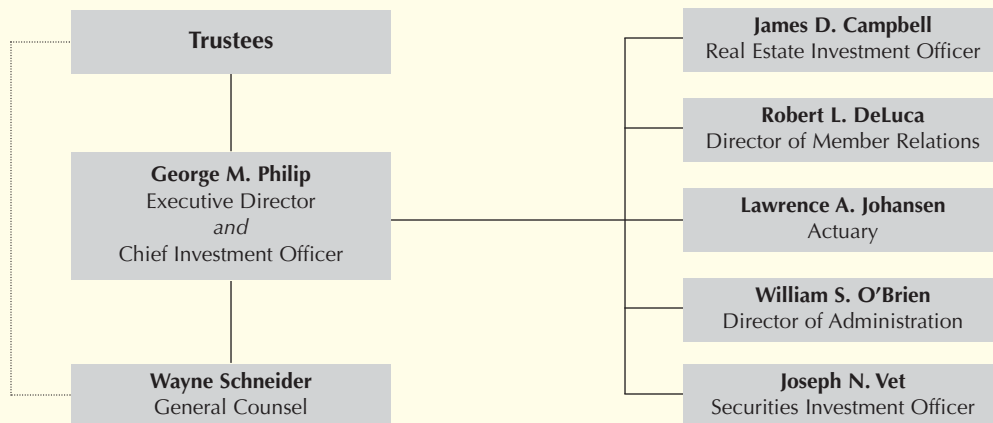 Trustees
George M. Philip
Executive Director
and
Chief Investment Officer
Wayne Schneider
General Counsel
James D. Campbell
Real Estate Investment Officer
Robert L. DeLuca
Director of Member Relations
Lawrence A. Johansen
Actuary
William S. O’Brien
Director of Administration
Joseph N. Vet
Securities Investment Officer